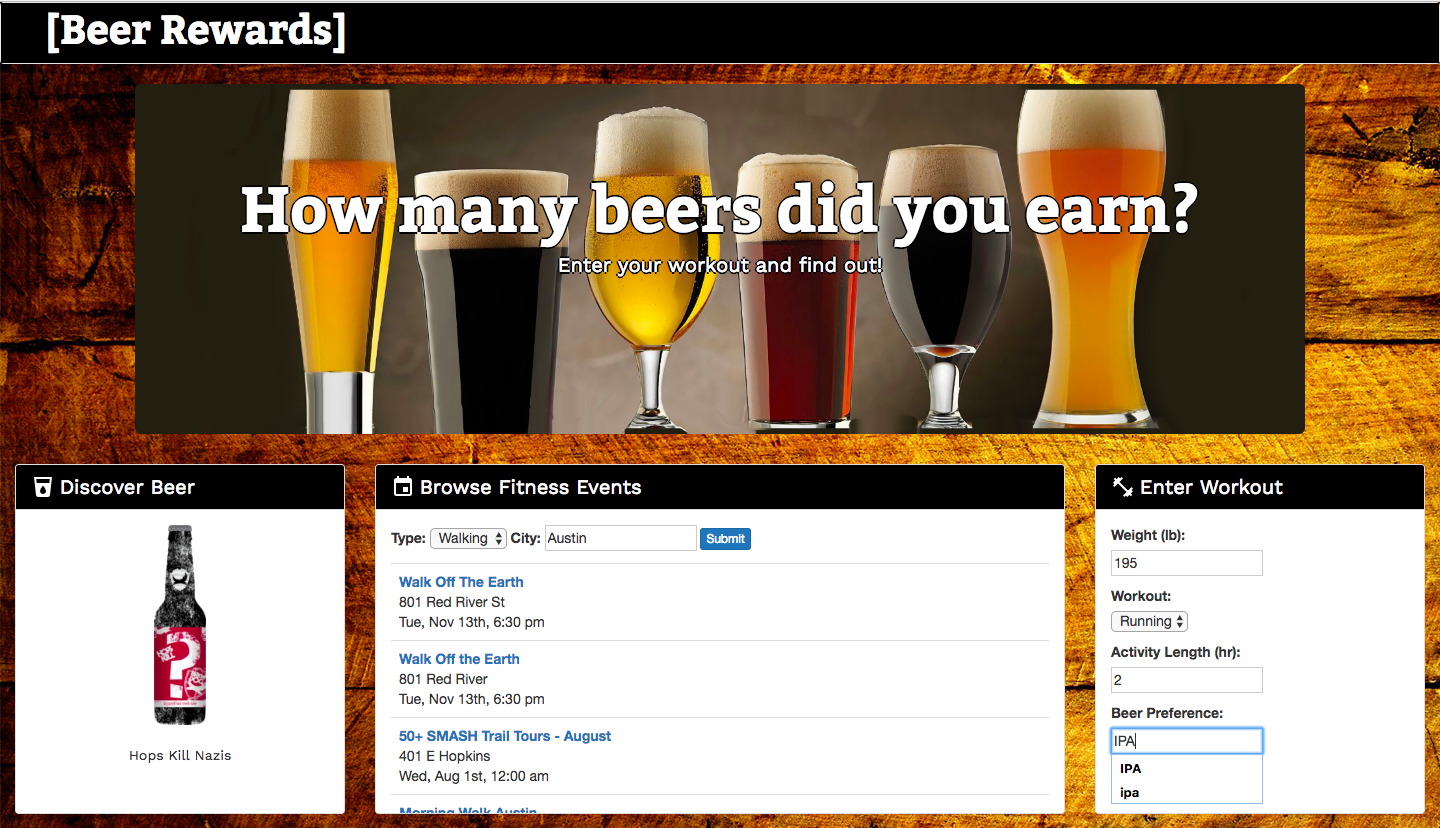 [Beer Rewards]
How many beers did you earn?
Enter your workout and find out!
Discover Beer
?
Hops Kill Nazis
Browse Fitness Events
Type: Walking City: Austin Submit
Walk Off The Earth
801 Red River St
Tue, Nov 13th, 6:30 pm
Walk Off the Earth
801 Red River
Tue, Nov 13th, 6:30 pm
50+ SMASH Trail Tours - August
401 E Hopkins
Wed, Aug 1st, 12:00 am
Morning Walk Austin
Enter Workout
Weight (lb):
195
Workout:
Running
Activity Length (hr):
2
Beer Preference:
IPA
IPA
ipa